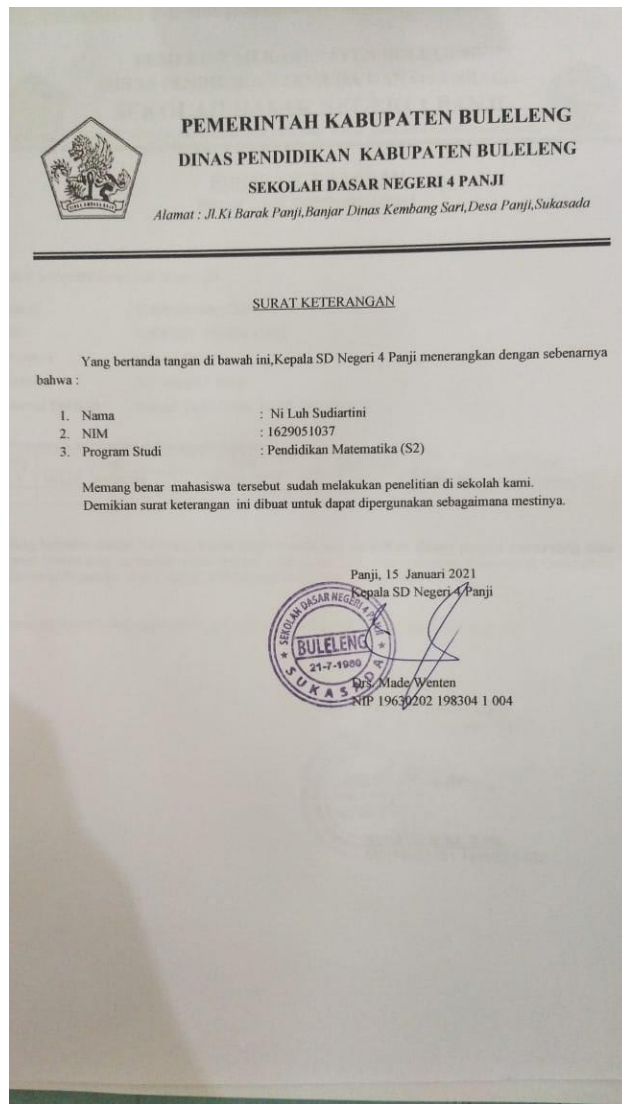 PEMERINTAH KABUPATEN BULELENG
DINAS PENDIDIKAN KABUPATEN BULELENG
SEKOLAH DASAR NEGERI 4 PANJI
Alamat : Jl.Ki Barak Panji,Banjar Dinas Kembang Sari,Desa Panji,Sukasada
SURAT KETERANGAN
Yang bertanda tangan di bawah ini,Kepala SD Negeri 4 Panji menerangkan dengan sebenarnya
bahwa :
1. Nama : Ni Luh Sudiartini
2. NIM : 1629051037
3. Program Studi : Pendidikan Matematika (S2)
Memang benar mahasiswa tersebut sudah melakukan penelitian di sekolah kami.
Demikian surat keterangan ini dibuat untuk dapat dipergunakan sebagaimana mestinya.
Panji, 15 Januari 2021
Kepala SD Negeri 4 Panji
SEKOLAH DASAR NEGERI 4 PANJI
BULELENG
21-7-1980
SUKASADA
Drs. Made Wenten
NIP 19630202 198304 1 004